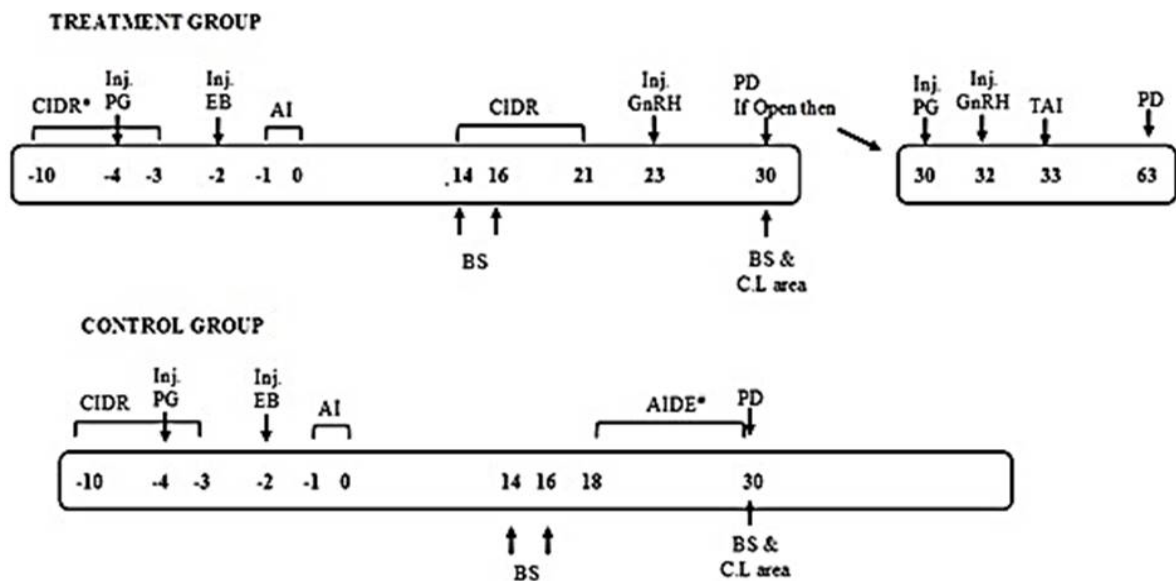 TREATMENT GROUP
CIDR*
Inj.
PG
Inj.
EB
AI
CIDR
Inj.
GnRH
PD
If Open then
Inj.
PG
Inj.
GnRH
TAI
PD
-10 -4 -3 -2 -1 0 .14 16 21 23 30
30 32 33 63
BS
BS &
C.L area
CONTROL GROUP
CIDR
Inj.
PG
Inj.
EB
AI
AIDE*
PD
-10 -4 -3 -2 -1 0 14 16 18 30
BS
BS &
C.L area